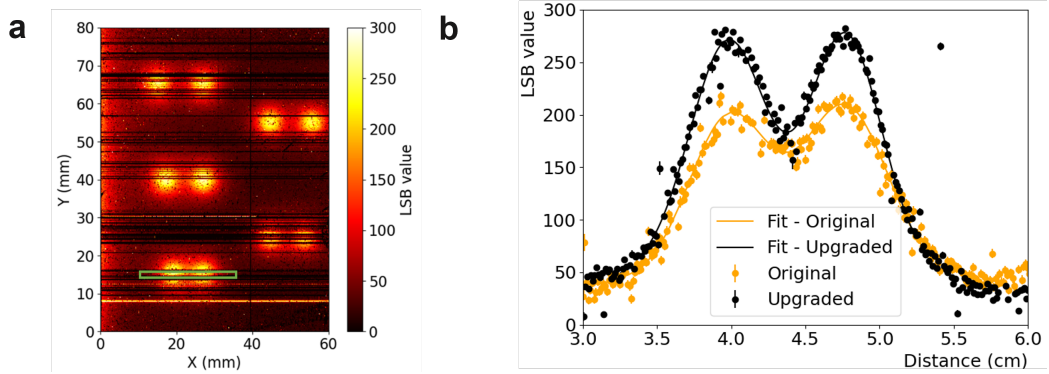 a
80
70
60
50
40
30
20
10
0
Y (mm)
0 20 40 60
X (mm)
300
250
200
150
100
50
0
LSB value
b
300
250
200
150
100
50
0
LSB value
Fit - Original
Fit - Upgraded
Original
Upgraded
3.0 3.5 4.0 4.5 5.0 5.5 6.0
Distance (cm)